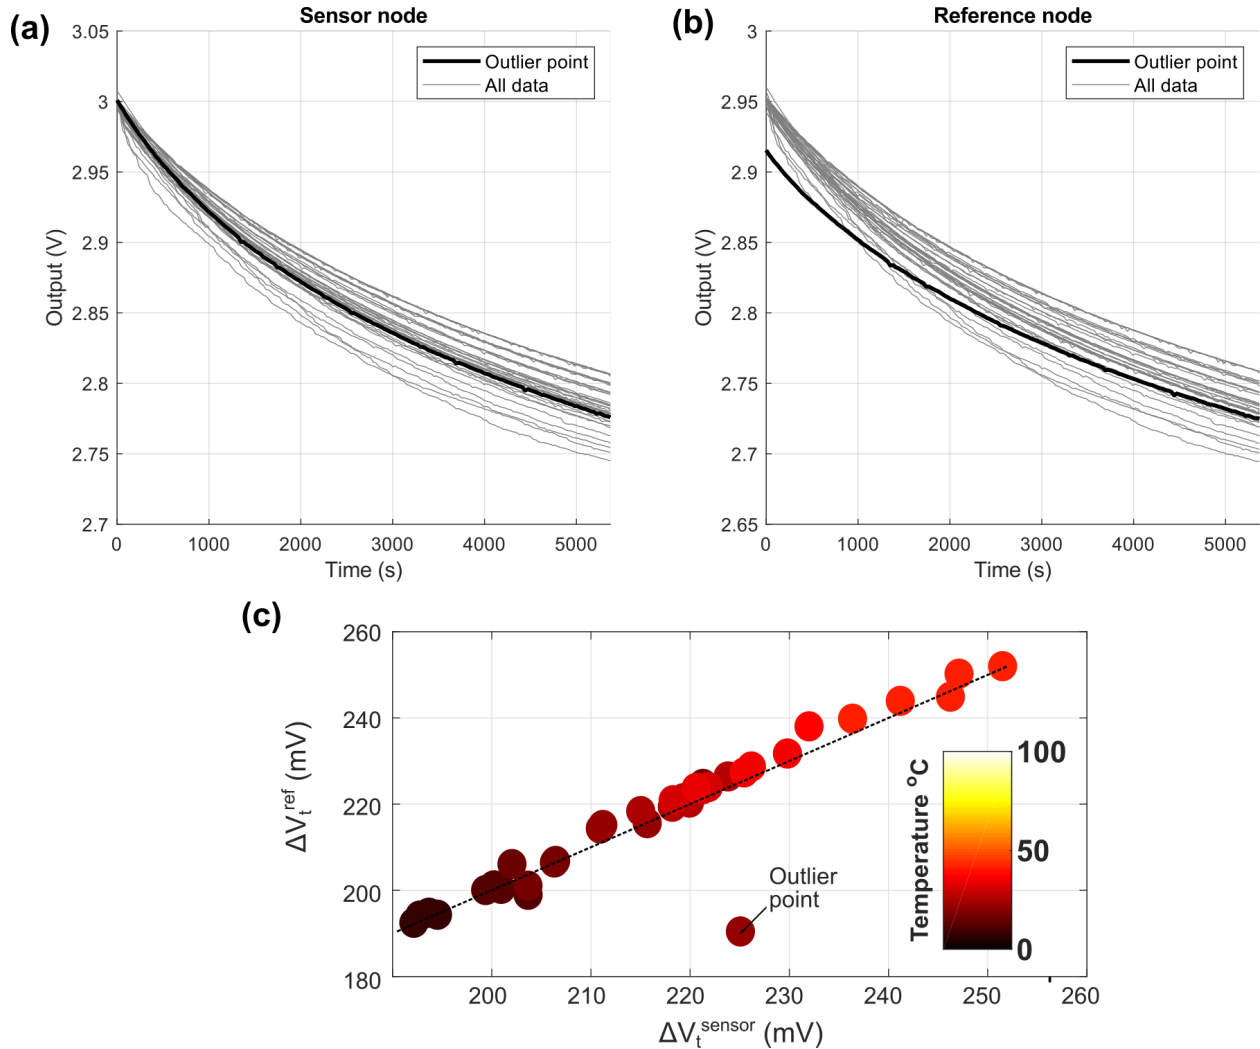 (a)
Sensor node
3.05
3
2.95
2.9
2.85
2.8
2.75
2.7
Output (V)
Outlier point
All data
0 1000 2000 3000 4000 5000
Time (s)
(b)
Reference node
3
2.95
2.9
2.85
2.8
2.75
2.7
2.65
Output (V)
Outlier point
All data
0 1000 2000 3000 4000 5000
Time (s)
(c)
260
240
220
200
180
ΔVt^ref (mV)
Outlier
point
Temperature °C
100
50
0
200 210 220 230 240 250 260
ΔVt^sensor (mV)